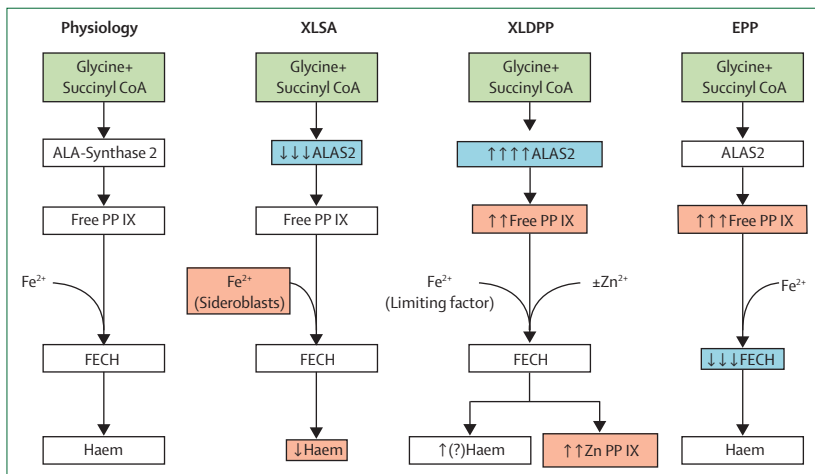 Physiology
XLSA
XLDPP
EPP
Glycine+
Succinyl CoA
Glycine+
Succinyl CoA
Glycine+
Succinyl CoA
Glycine+
Succinyl CoA
ALA-Synthase 2
↓↓↓ALAS2
↑↑↑↑ALAS2
ALAS2
Free PP IX
Free PP IX
↑↑Free PP IX
↑↑↑Free PP IX
Fe²⁺
Fe²⁺
(Sideroblasts)
Fe²⁺
(Limiting factor)
±Zn²⁺
Fe²⁺
FECH
FECH
FECH
↓↓↓FECH
Haem
↓Haem
↑(?)Haem
↑↑Zn PP IX
Haem